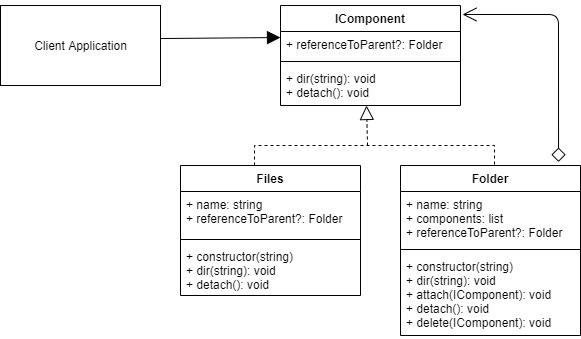 Client Application
IComponent
+ referenceToParent?: Folder
+ dir(string): void
+ detach(): void
Files
+ name: string
+ referenceToParent?: Folder
+ constructor(string)
+ dir(string): void
+ detach(): void
Folder
+ name: string
+ components: list
+ referenceToParent?: Folder
+ constructor(string)
+ dir(string): void
+ attach(IComponent): void
+ detach(): void
+ delete(IComponent): void